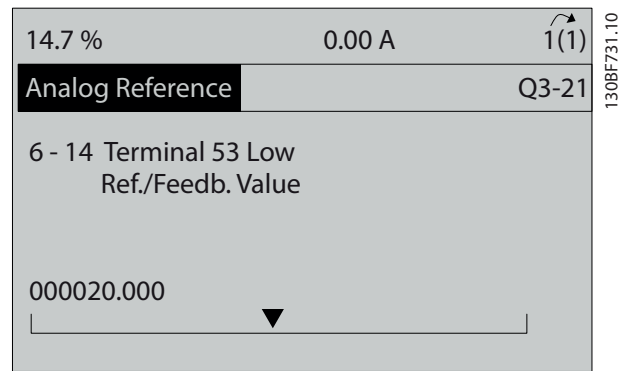 14.7 % 0.00 A 1(1)
Analog Reference Q3-21
6 - 14 Terminal 53 Low
Ref./Feedb. Value
000020.000
130BF731.10